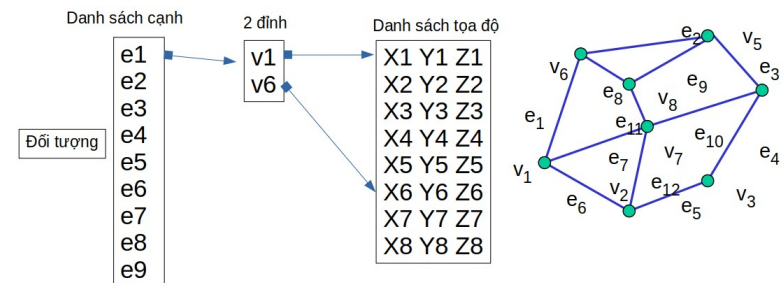 Danh sách cạnh
2 đỉnh
Danh sách tọa độ
Đối tượng
e1
e2
e3
e4
e5
e6
e7
e8
e9
v1
v6
X1 Y1 Z1
X2 Y2 Z2
X3 Y3 Z3
X4 Y4 Z4
X5 Y5 Z5
X6 Y6 Z6
X7 Y7 Z7
X8 Y8 Z8
e2
v5
v6
e3
e9
e8
v8
e1
e11
e10
e7
v7
e4
v1
v2
e12
e6
e5
v3